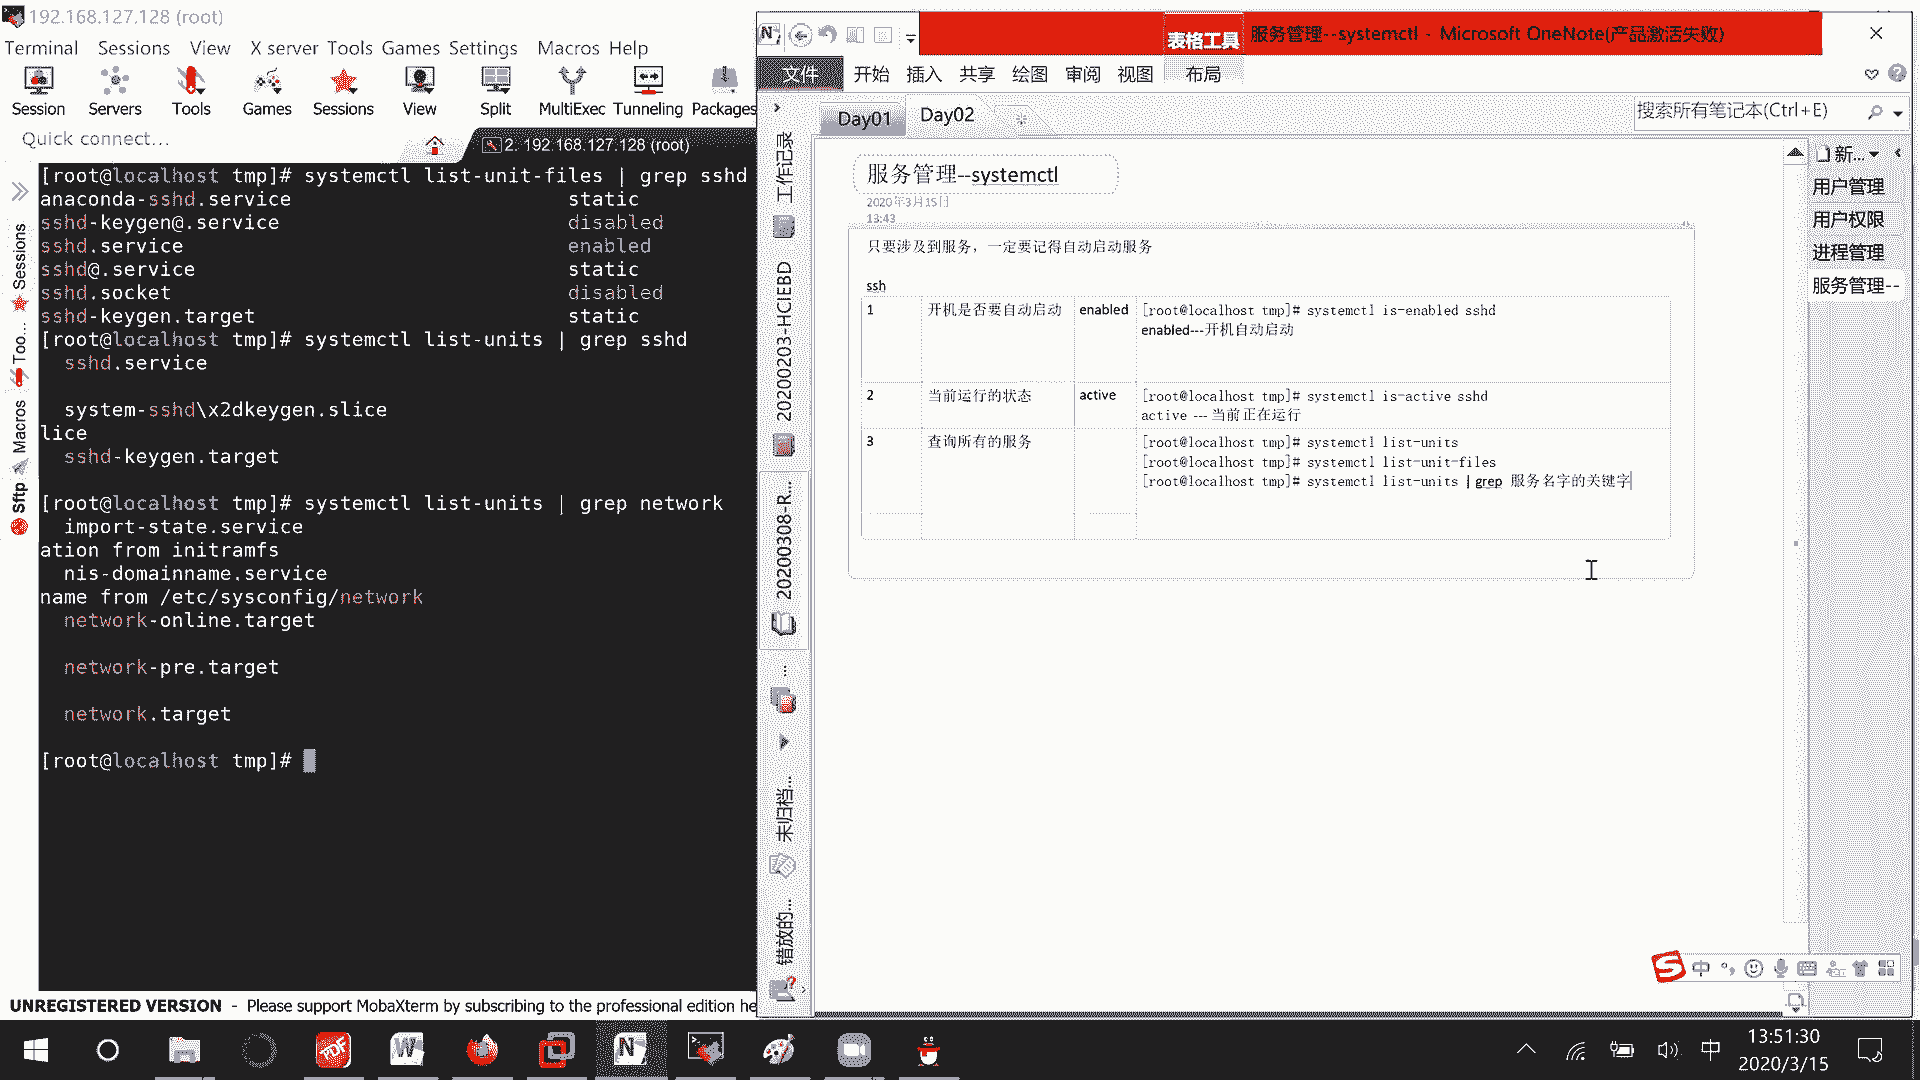 192.168.127.128 (root)
Terminal Sessions View X server Tools Games Settings Macros Help
Session Servers Tools Games Sessions View Split MultiExec Tunneling Packages
Quick connect...
2. 192.168.127.128 (root)
Sessions
Too...
Macros
Sftp
[root@localhost tmp]# systemctl list-unit-files | grep sshd
anaconda-sshd.service static
sshd-keygen@.service disabled
sshd.service enabled
sshd@.service static
sshd.socket disabled
sshd-keygen.target static
[root@localhost tmp]# systemctl list-units | grep sshd
sshd.service
system-sshd\x2dkeygen.slice
lice
sshd-keygen.target
[root@localhost tmp]# systemctl list-units | grep network
import-state.service
ation from initramfs
nis-domainname.service
name from /etc/sysconfig/network
network-online.target
network-pre.target
network.target
[root@localhost tmp]#
UNREGISTERED VERSION - Please support MobaXterm by subscribing to the professional edition he
表格工具
服务管理--systemctl - Microsoft OneNote(产品激活失败)
文件 开始 插入 共享 绘图 审阅 视图 布局
Day01 Day02
搜索所有笔记本(Ctrl+E)
工作记录
20200203-HCIEBD
20200308-R...
...
未归档...
错放的...
服务管理--systemctl
2020年3月15日
13:43
只要涉及到服务，一定要记得自动启动服务
ssh
1 开机是否要自动启动 enabled [root@localhost tmp]# systemctl is-enabled sshd
enabled---开机自动启动
2 当前运行的状态 active [root@localhost tmp]# systemctl is-active sshd
active --- 当前正在运行
3 查询所有的服务 [root@localhost tmp]# systemctl list-units
[root@localhost tmp]# systemctl list-unit-files
[root@localhost tmp]# systemctl list-units | grep 服务名字的关键字
新...
用户管理
用户权限
进程管理
服务管理--
中
中
13:51:30
2020/3/15